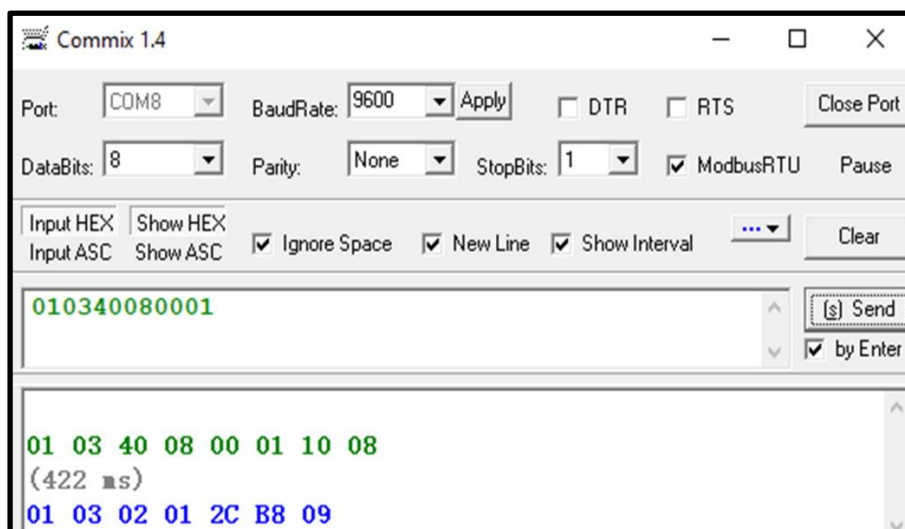 Commix 1.4
Port: COM8 BaudRate: 9600 Apply DTR RTS Close Port
DataBits: 8 Parity: None StopBits: 1 ModbusRTU Pause
Input HEX Show HEX
Input ASC Show ASC Ignore Space New Line Show Interval ... Clear
010340080001 (s) Send
by Enter
01 03 40 08 00 01 10 08
(422 ms)
01 03 02 01 2C B8 09